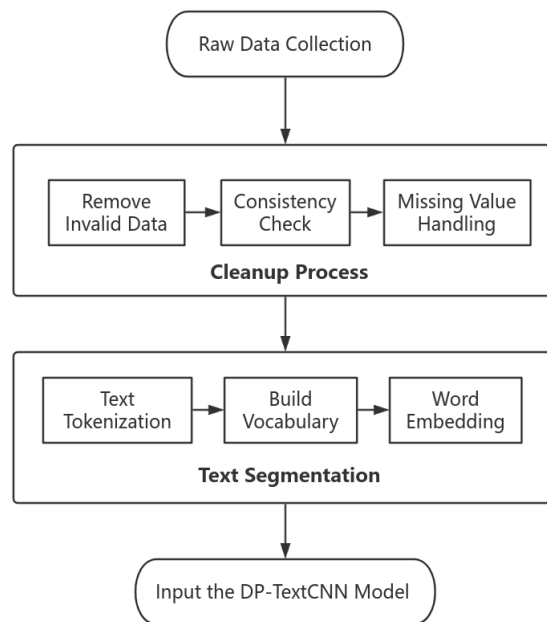 Raw Data Collection
Remove
Invalid Data
Consistency
Check
Missing Value
Handling
Cleanup Process
Text
Tokenization
Build
Vocabulary
Word
Embedding
Text Segmentation
Input the DP-TextCNN Model